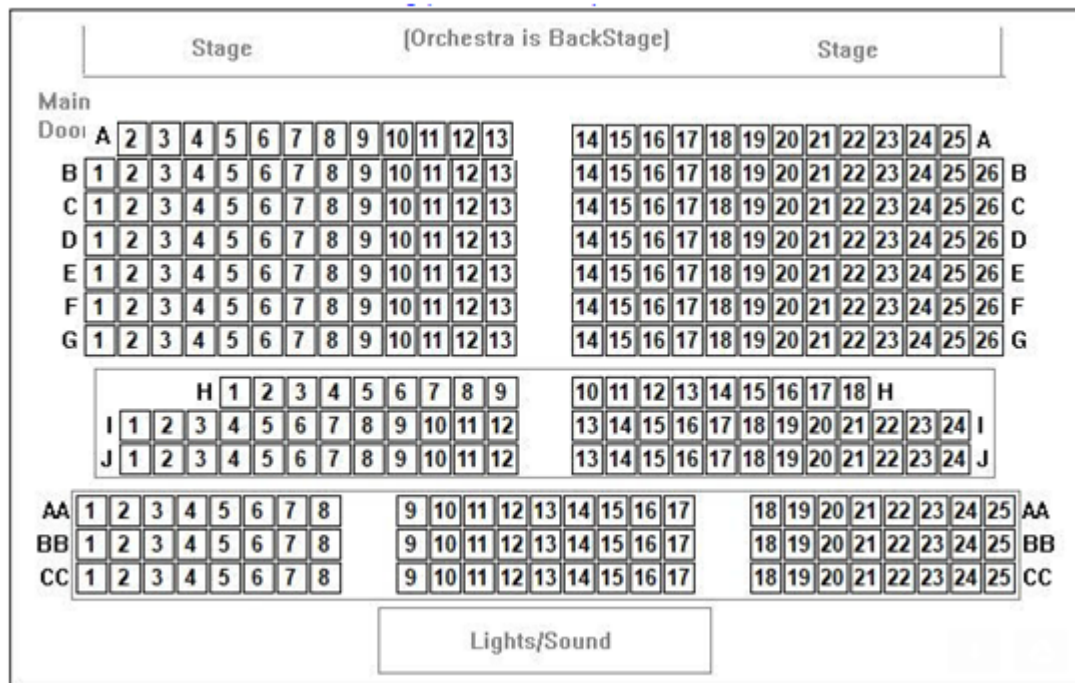 (Orchestra is BackStage)
Stage Stage
Main
Door
A 2 3 4 5 6 7 8 9 10 11 12 13 14 15 16 17 18 19 20 21 22 23 24 25 A
B 1 2 3 4 5 6 7 8 9 10 11 12 13 14 15 16 17 18 19 20 21 22 23 24 25 26 B
C 1 2 3 4 5 6 7 8 9 10 11 12 13 14 15 16 17 18 19 20 21 22 23 24 25 26 C
D 1 2 3 4 5 6 7 8 9 10 11 12 13 14 15 16 17 18 19 20 21 22 23 24 25 26 D
E 1 2 3 4 5 6 7 8 9 10 11 12 13 14 15 16 17 18 19 20 21 22 23 24 25 26 E
F 1 2 3 4 5 6 7 8 9 10 11 12 13 14 15 16 17 18 19 20 21 22 23 24 25 26 F
G 1 2 3 4 5 6 7 8 9 10 11 12 13 14 15 16 17 18 19 20 21 22 23 24 25 26 G
H 1 2 3 4 5 6 7 8 9 10 11 12 13 14 15 16 17 18 H
I 1 2 3 4 5 6 7 8 9 10 11 12 13 14 15 16 17 18 19 20 21 22 23 24 I
J 1 2 3 4 5 6 7 8 9 10 11 12 13 14 15 16 17 18 19 20 21 22 23 24 J
AA 1 2 3 4 5 6 7 8 9 10 11 12 13 14 15 16 17 18 19 20 21 22 23 24 25 AA
BB 1 2 3 4 5 6 7 8 9 10 11 12 13 14 15 16 17 18 19 20 21 22 23 24 25 BB
CC 1 2 3 4 5 6 7 8 9 10 11 12 13 14 15 16 17 18 19 20 21 22 23 24 25 CC
Lights/Sound